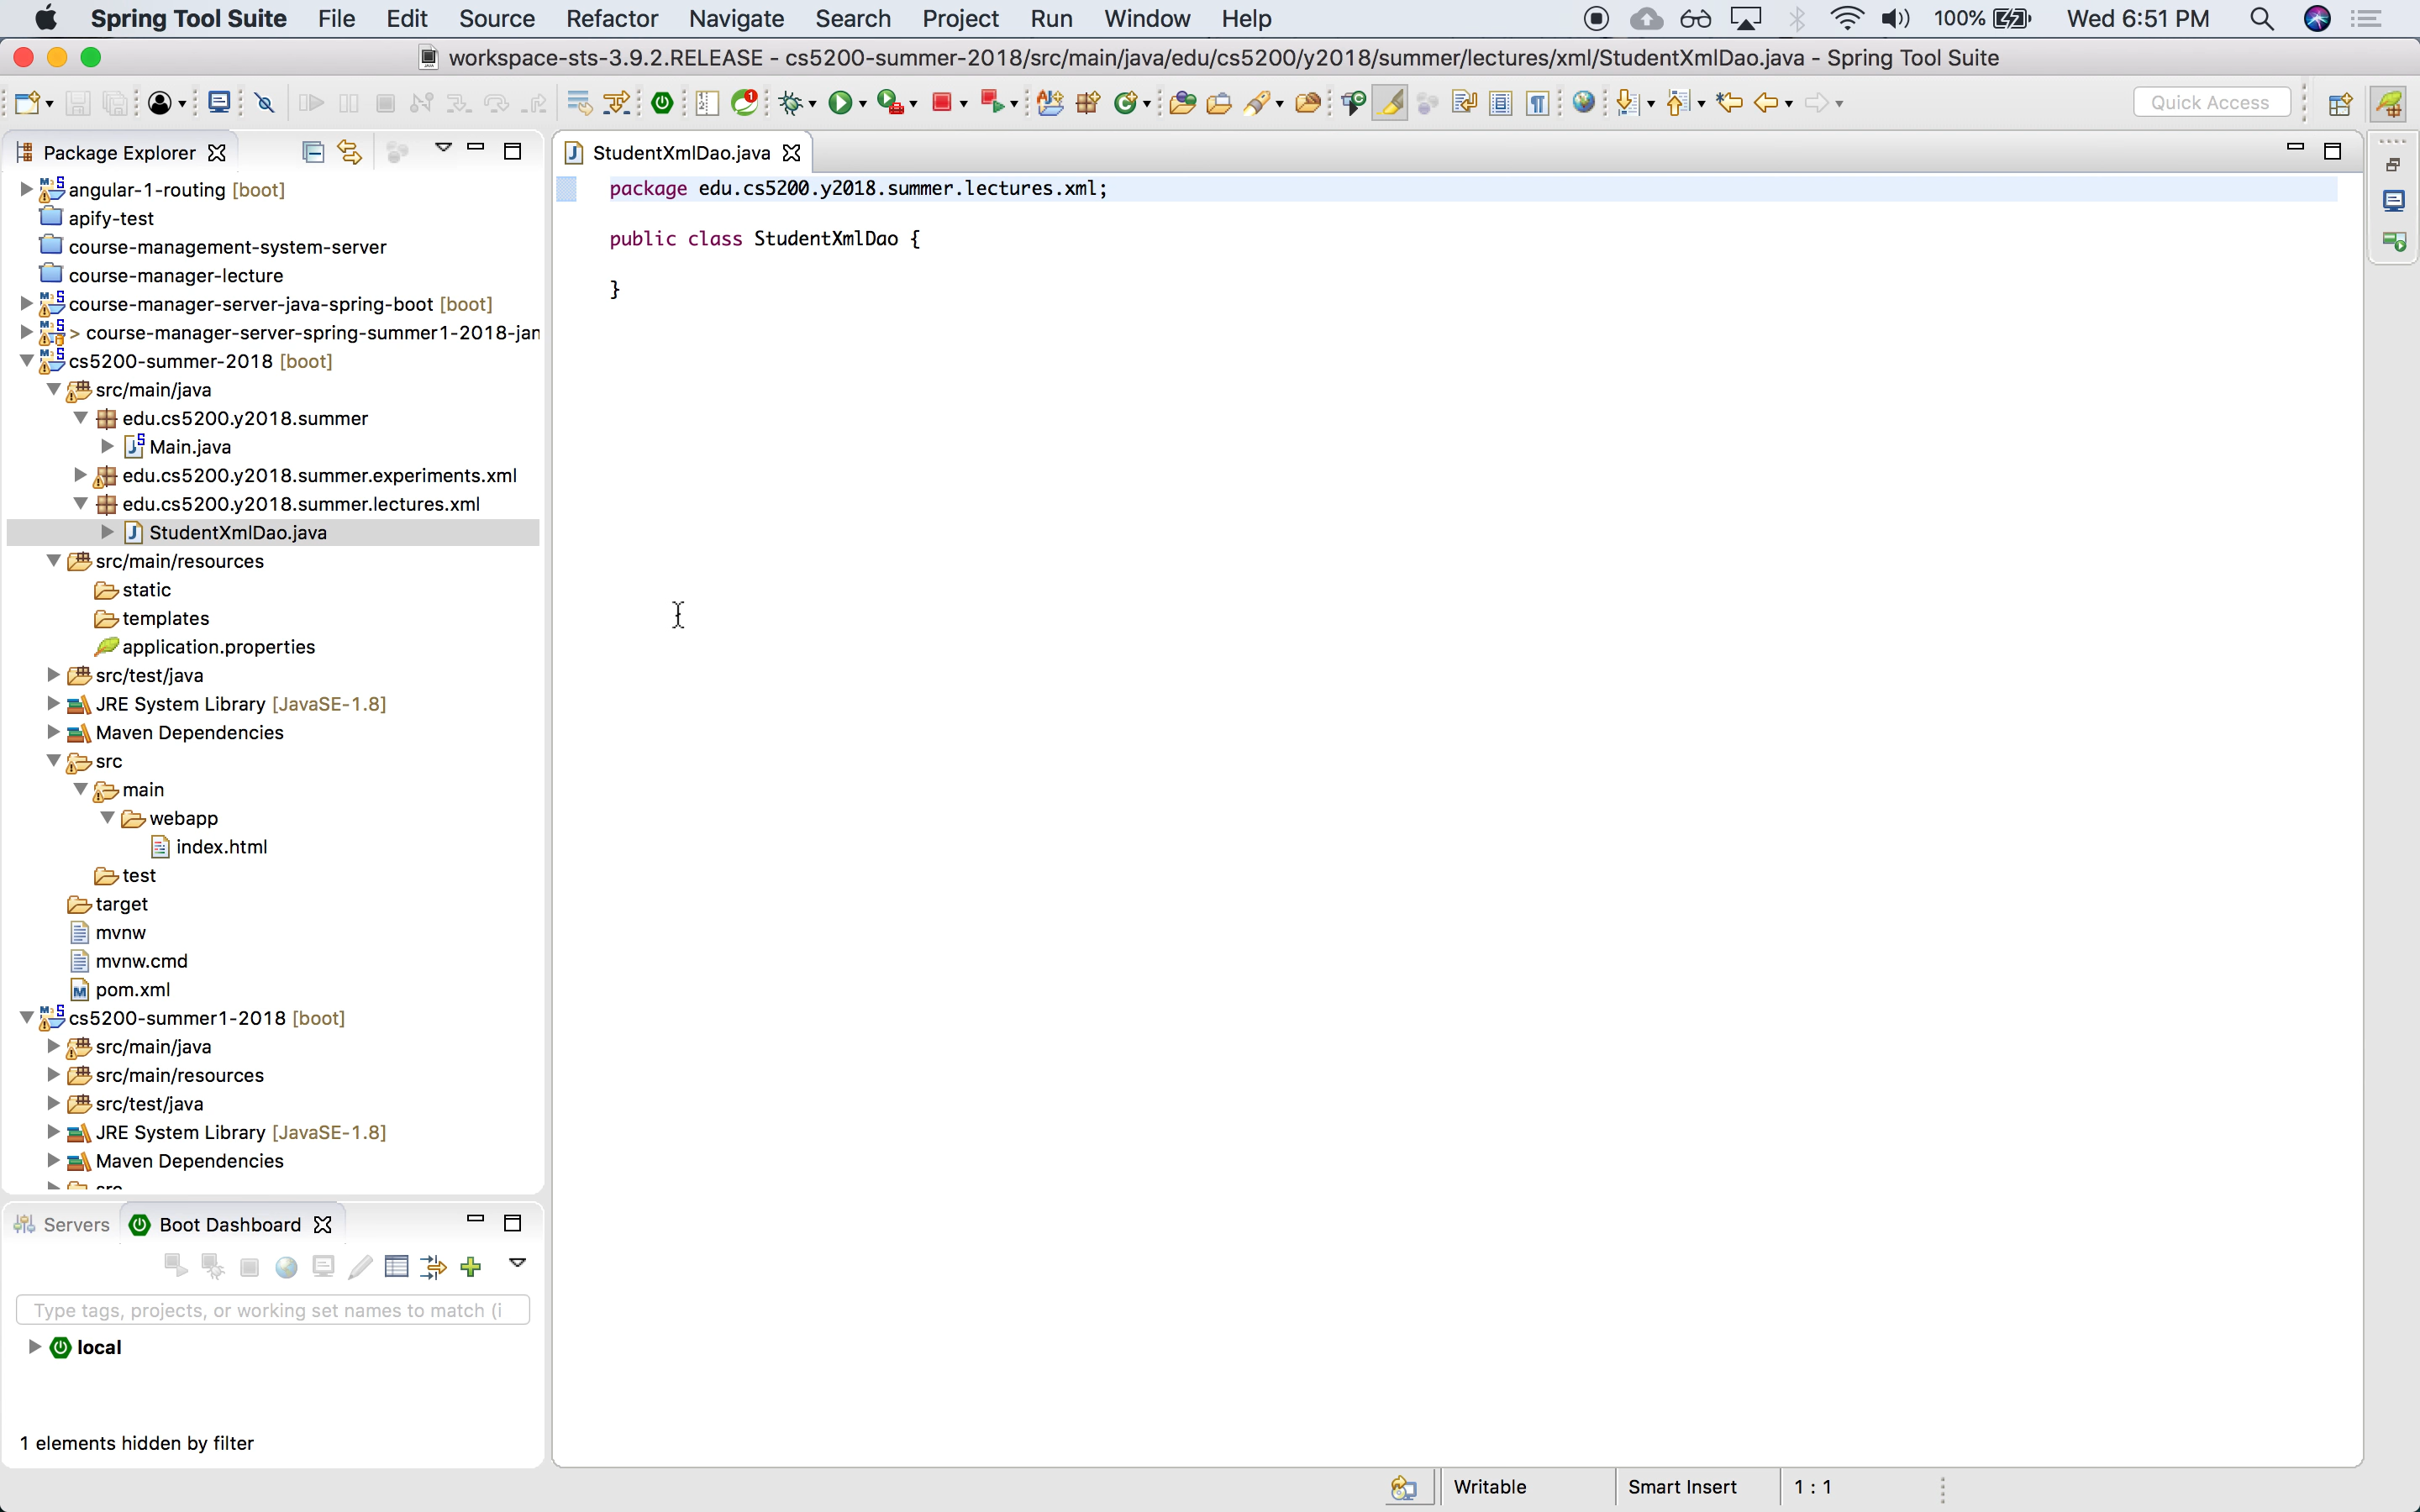 Spring Tool Suite File Edit Source Refactor Navigate Search Project Run Window Help 100% Wed 6:51 PM
workspace-sts-3.9.2.RELEASE - cs5200-summer-2018/src/main/java/edu/cs5200/y2018/summer/lectures/xml/StudentXmlDao.java - Spring Tool Suite
Quick Access
Package Explorer
angular-1-routing [boot]
apify-test
course-management-system-server
course-manager-lecture
course-manager-server-java-spring-boot [boot]
> course-manager-server-spring-summer1-2018-jan
cs5200-summer-2018 [boot]
src/main/java
edu.cs5200.y2018.summer
Main.java
edu.cs5200.y2018.summer.experiments.xml
edu.cs5200.y2018.summer.lectures.xml
StudentXmlDao.java
src/main/resources
static
templates
application.properties
src/test/java
JRE System Library [JavaSE-1.8]
Maven Dependencies
src
main
webapp
index.html
test
target
mvnw
mvnw.cmd
pom.xml
cs5200-summer1-2018 [boot]
src/main/java
src/main/resources
src/test/java
JRE System Library [JavaSE-1.8]
Maven Dependencies
src
Servers Boot Dashboard
Type tags, projects, or working set names to match (i
local
1 elements hidden by filter
StudentXmlDao.java
package edu.cs5200.y2018.summer.lectures.xml;
public class StudentXmlDao {
}
Writable Smart Insert 1 : 1